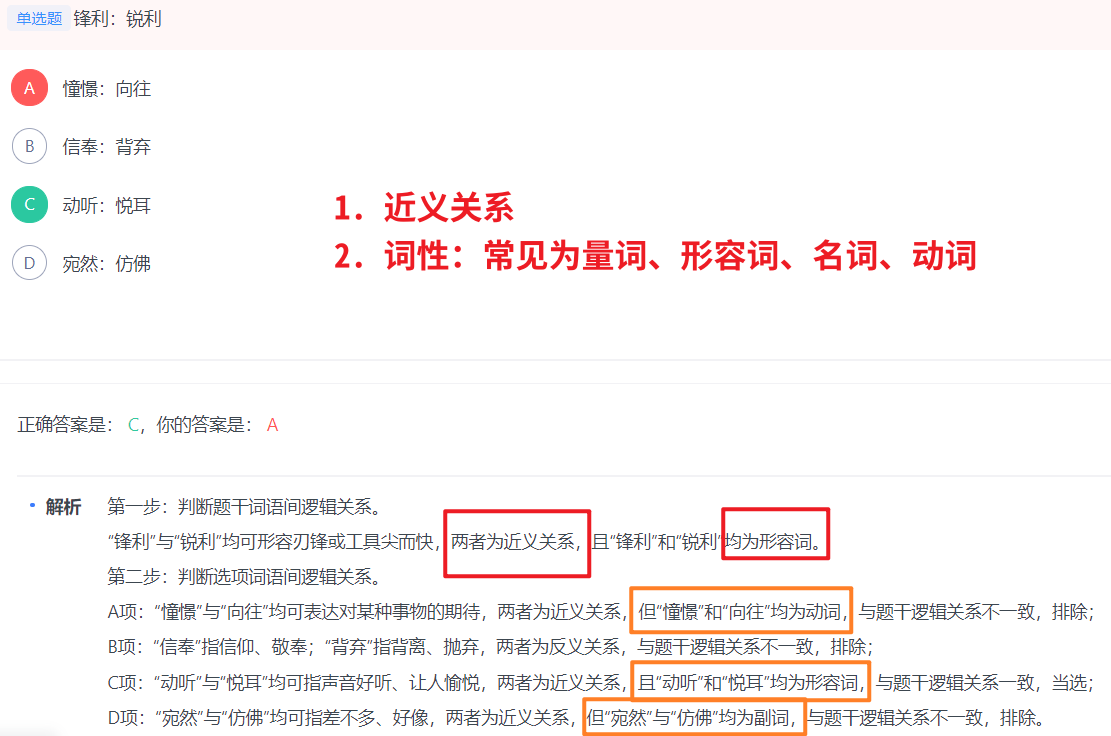 单选题 锋利：锐利
A 憧憬：向往
B 信奉：背弃
C 动听：悦耳
D 宛然：仿佛
1. 近义关系
2. 词性：常见为量词、形容词、名词、动词
正确答案是： C，你的答案是： A
解析 第一步：判断题干词语间逻辑关系。
“锋利”与“锐利”均可形容刃锋或工具尖而快，两者为近义关系，且“锋利”和“锐利”均为形容词。
第二步：判断选项词语间逻辑关系。
A项：“憧憬”与“向往”均可表达对某种事物的期待，两者为近义关系，但“憧憬”和“向往”均为动词，与题干逻辑关系不一致，排除；
B项：“信奉”指信仰、敬奉；“背弃”指背离、抛弃，两者为反义关系，与题干逻辑关系不一致，排除；
C项：“动听”与“悦耳”均可指声音好听、让人愉悦，两者为近义关系，且“动听”和“悦耳”均为形容词，与题干逻辑关系一致，当选；
D项：“宛然”与“仿佛”均可指差不多、好像，两者为近义关系，但“宛然”与“仿佛”均为副词，与题干逻辑关系不一致，排除。